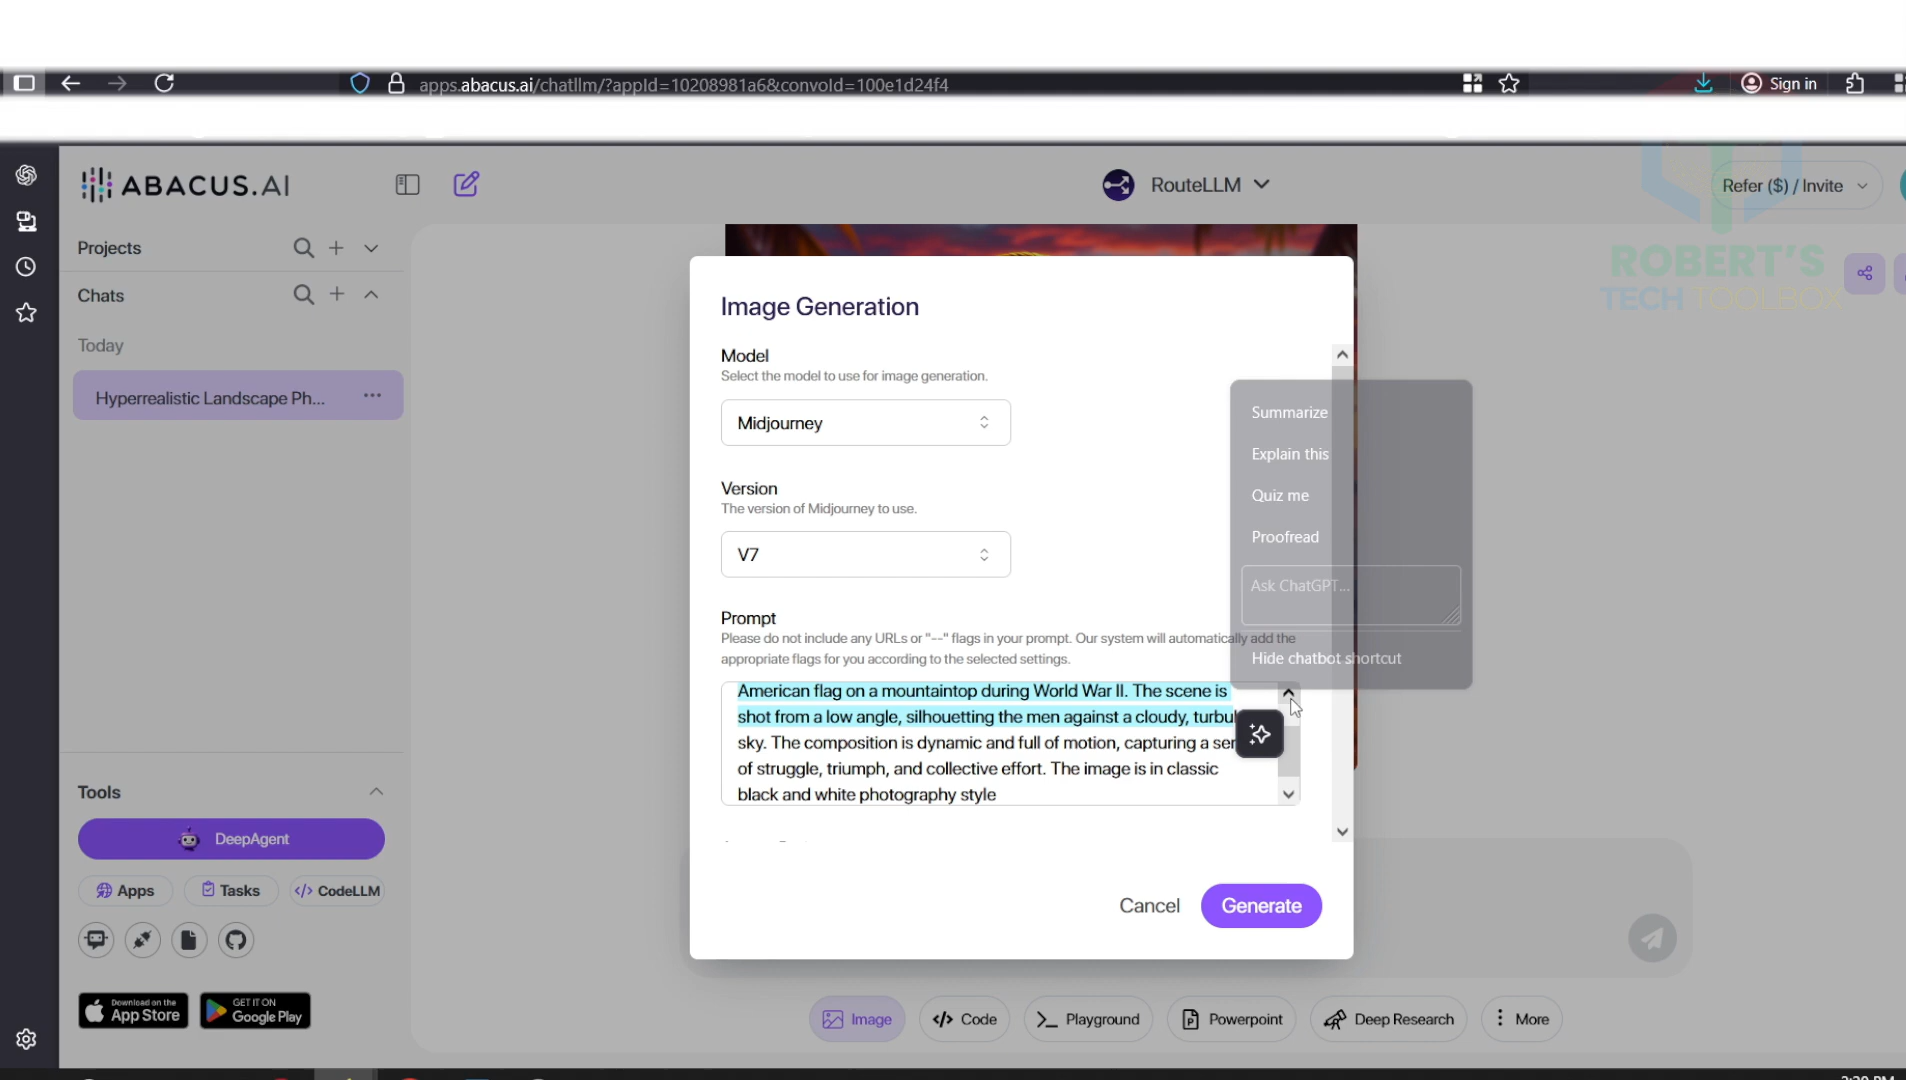 apps.abacus.ai/chatllm/?appId=10208981a6&convoId=100e1d24f4
Sign in
ABACUS.AI
RouteLLM
Refer ($) / Invite
ROBERT'S
TECH TOOLBOX
Projects
Chats
Today
Hyperrealistic Landscape Ph...
Image Generation
Model
Select the model to use for image generation.
Midjourney
Version
The version of Midjourney to use.
V7
Prompt
Please do not include any URLs or "--" flags in your prompt. Our system will automatically add the
appropriate flags for you according to the selected settings.
American flag on a mountaintop during World War II. The scene is
shot from a low angle, silhouetting the men against a cloudy, turbul
sky. The composition is dynamic and full of motion, capturing a sen
of struggle, triumph, and collective effort. The image is in classic
black and white photography style
Summarize
Explain this
Quiz me
Proofread
Ask ChatGPT...
Hide chatbot shortcut
Cancel
Generate
Tools
DeepAgent
Apps
Tasks
CodeLLM
Download on the
App Store
GET IT ON
Google Play
Image
Code
Playground
Powerpoint
Deep Research
More